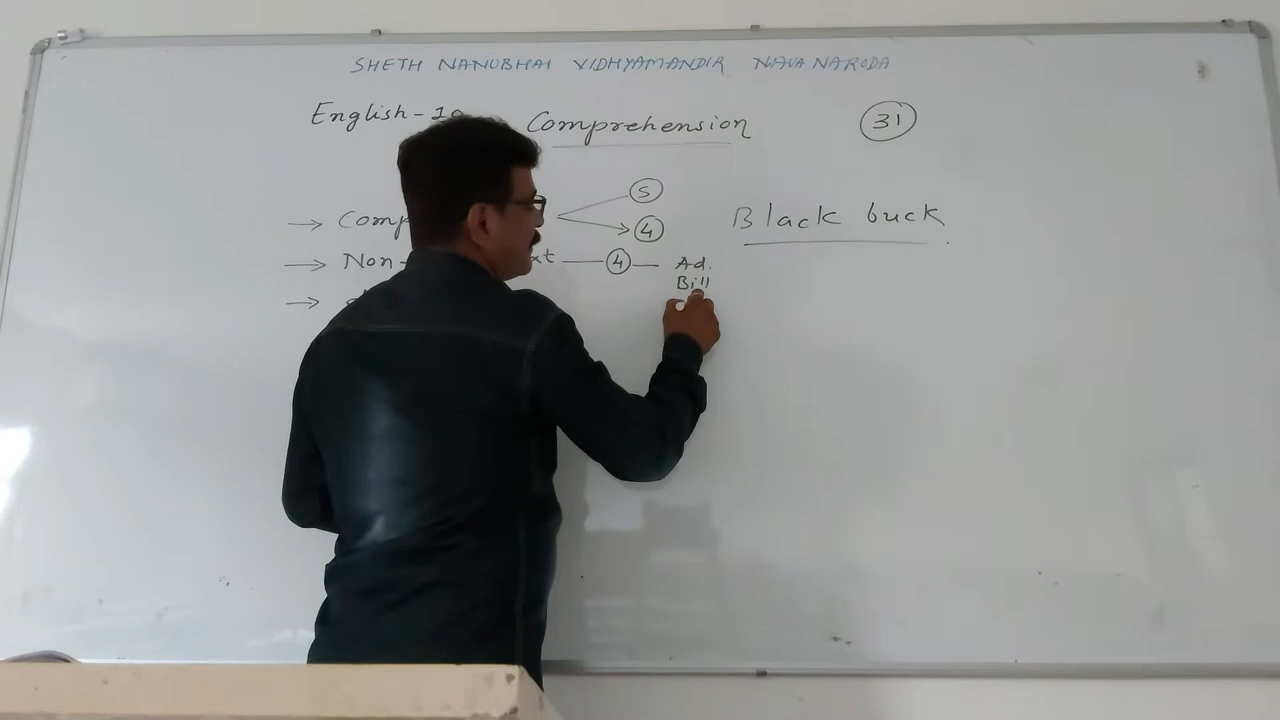 SHETH NANUBHAI VIDHYAMANDIR NAVA NARODA
English - 10 Comprehension 31
→ Comp 5
4
Black buck.
→ Non- xt — 4 — Ad.
Bill
→